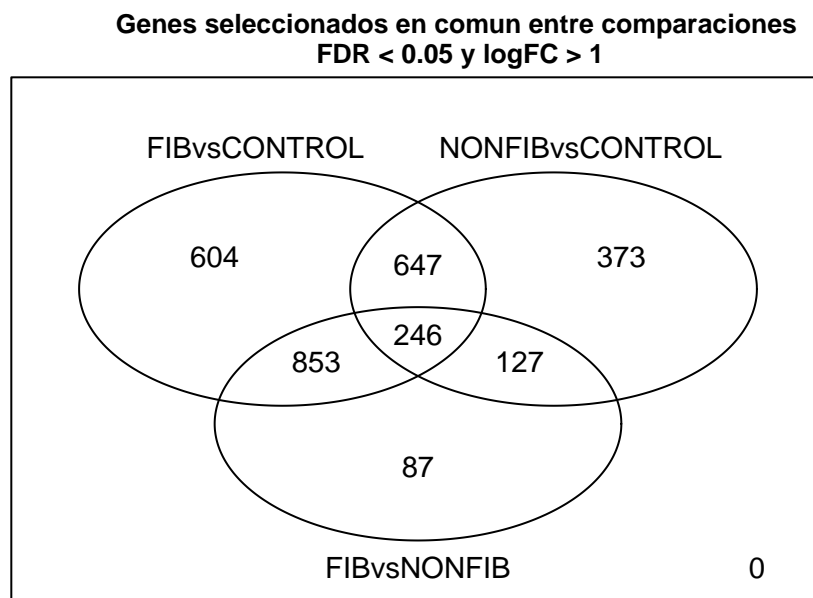 Genes seleccionados en comun entre comparaciones
FDR < 0.05 y logFC > 1
FIBvsCONTROL NONFIBvsCONTROL
604 647 373
246
853 127
87
FIBvsNONFIB 0